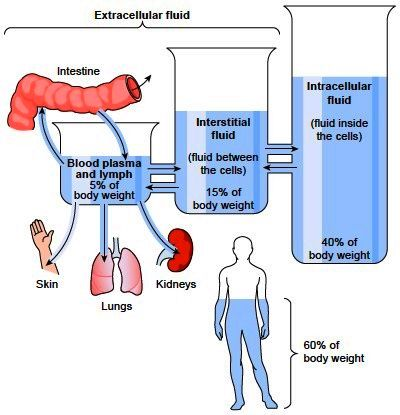 Extracellular fluid
Intestine
Blood plasma
and lymph
5% of
body weight
Interstitial
fluid
(fluid between
the cells)
15% of
body weight
Intracellular
fluid
(fluid inside
the cells)
40% of
body weight
Skin
Lungs
Kidneys
60% of
body weight